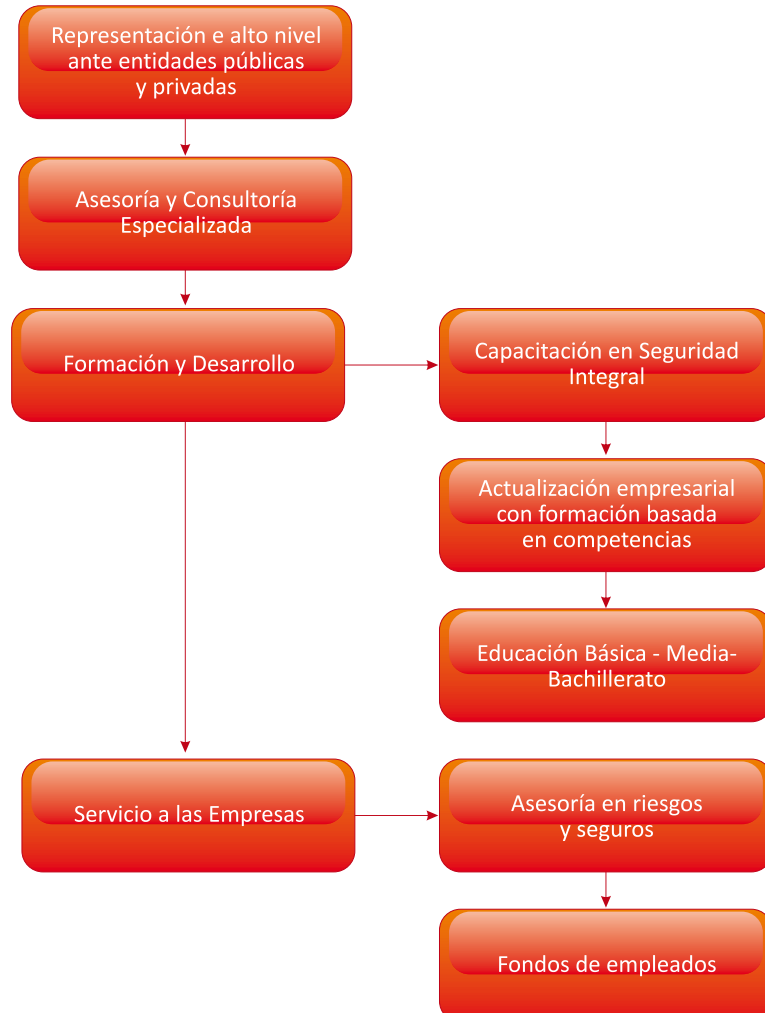 Representación e alto nivel
ante entidades públicas
y privadas
Asesoría y Consultoría
Especializada
Formación y Desarrollo
Capacitación en Seguridad
Integral
Actualización empresarial
con formación basada
en competencias
Educación Básica - Media-
Bachillerato
Servicio a las Empresas
Asesoría en riesgos
y seguros
Fondos de empleados